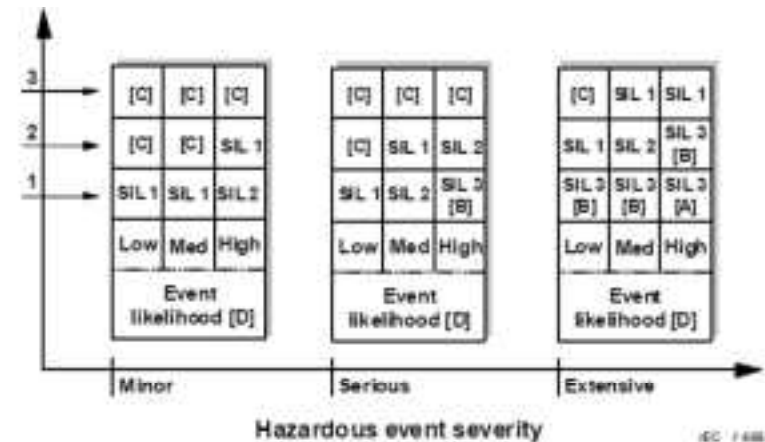 3 [C] [C] [C] [C] [C] [C] [C] SIL 1 SIL 1
2 [C] [C] SIL 1 [C] SIL 1 SIL 2 SIL 1 SIL 2 SIL 3 [B]
1 SIL 1 SIL 1 SIL 2 SIL 1 SIL 2 SIL 3 [B] SIL 3 [B] SIL 3 [B] SIL 3 [A]
Low Med High Low Med High Low Med High
Event Event Event
likelihood [D] likelihood [D] likelihood [D]
Minor Serious Extensive
Hazardous event severity
IEC